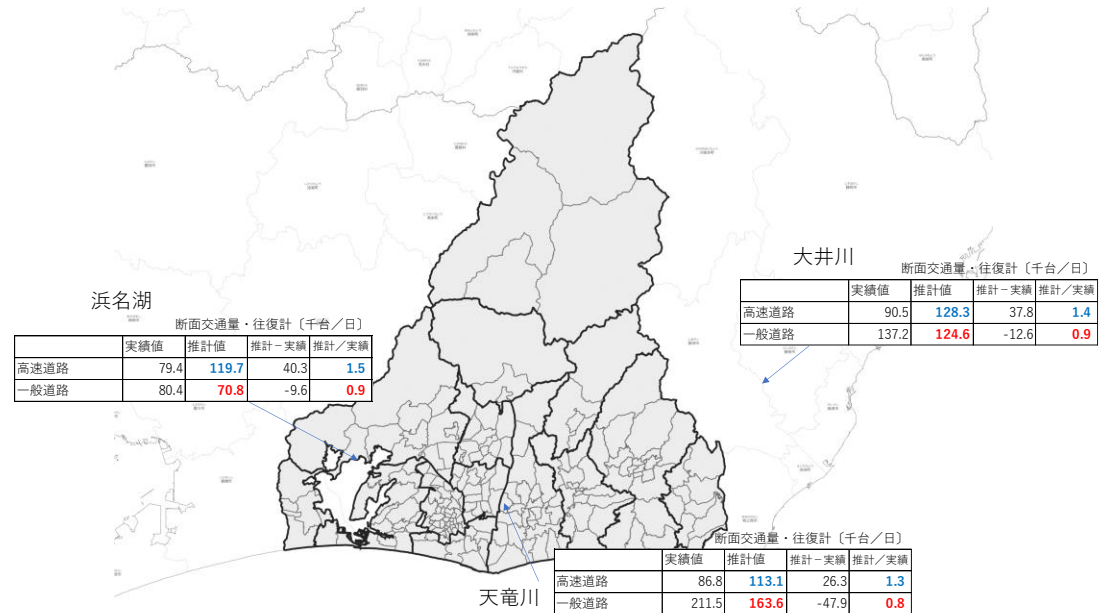 大井川
断面交通量・往復計〔千台／日〕
実績値 推計値 推計－実績 推計／実績
高速道路 90.5 128.3 37.8 1.4
一般道路 137.2 124.6 -12.6 0.9
浜名湖
断面交通量・往復計〔千台／日〕
実績値 推計値 推計－実績 推計／実績
高速道路 79.4 119.7 40.3 1.5
一般道路 80.4 70.8 -9.6 0.9
天竜川
断面交通量・往復計〔千台／日〕
実績値 推計値 推計－実績 推計／実績
高速道路 86.8 113.1 26.3 1.3
一般道路 211.5 163.6 -47.9 0.8